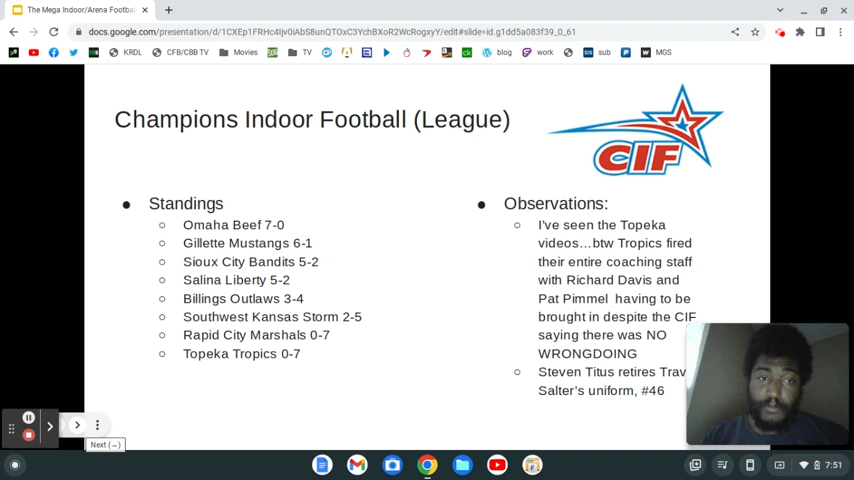 The Mega Indoor/Arena Footba
docs.google.com/presentation/d/1CXEp1FRHc4Ijv0iAbS8unQTOxC3YchBXoR2WcRogxyY/edit#slide=id.g1dd5a083f39_0_61
KRDL CFB/CBB TV Movies TV blog work sub MGS
Champions Indoor Football (League)
CIF
● Standings
○ Omaha Beef 7-0
○ Gillette Mustangs 6-1
○ Sioux City Bandits 5-2
○ Salina Liberty 5-2
○ Billings Outlaws 3-4
○ Southwest Kansas Storm 2-5
○ Rapid City Marshals 0-7
○ Topeka Tropics 0-7
● Observations:
○ I've seen the Topeka
videos…btw Tropics fired
their entire coaching staff
with Richard Davis and
Pat Pimmel having to be
brought in despite the CIF
saying there was NO
WRONGDOING
○ Steven Titus retires Trav
Salter's uniform, #46
Next (→)
7:51